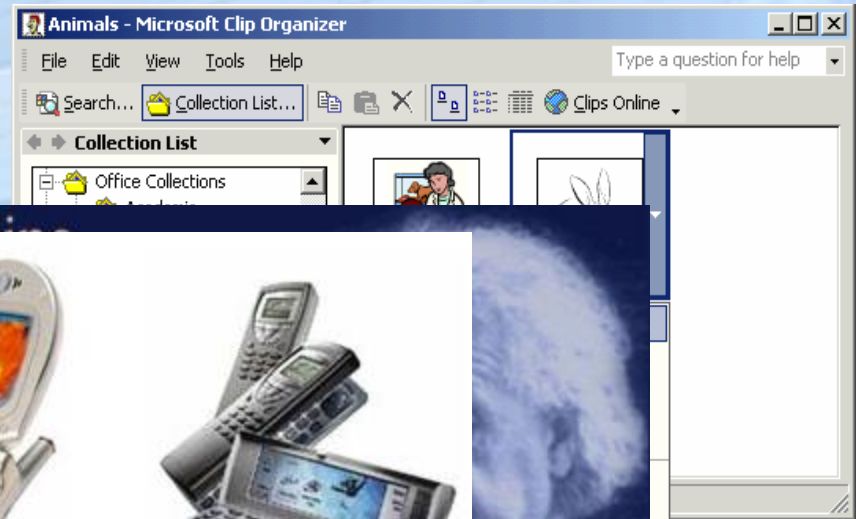 Animals - Microsoft Clip Organizer
File Edit View Tools Help
Type a question for help
Search... Collection List... Clips Online
Collection List
Office Collections